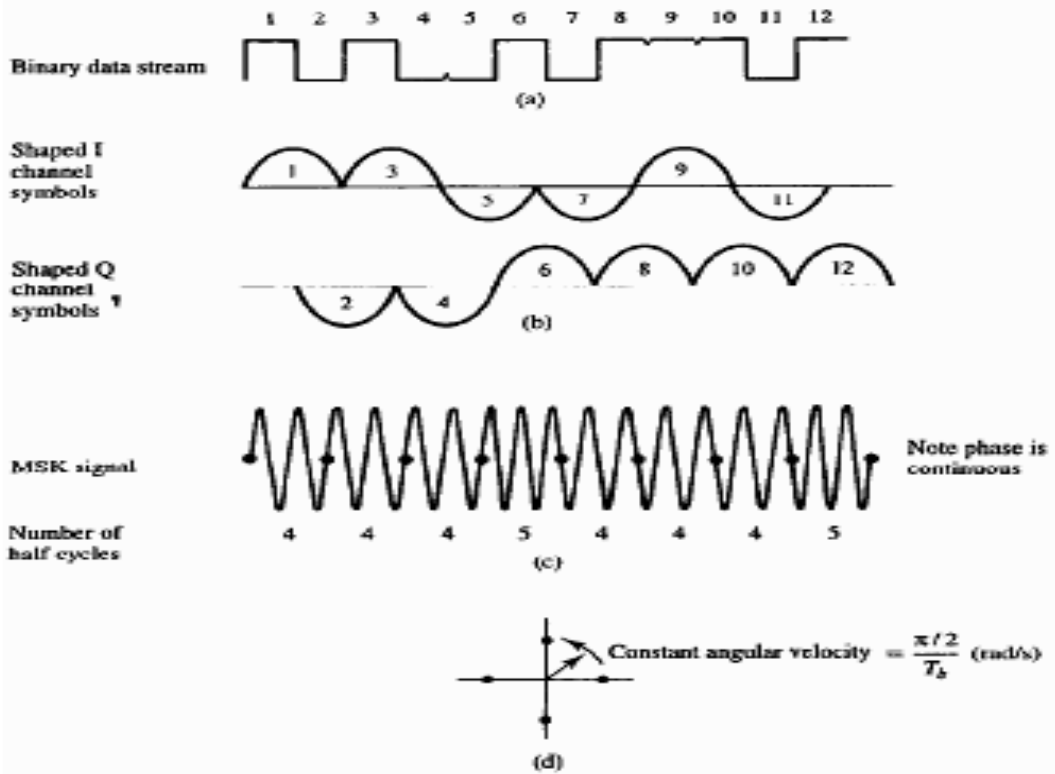 1 2 3 4 5 6 7 8 9 10 11 12
Binary data stream
(a)
Shaped I
channel
symbols
1 3 5 7 9 11
Shaped Q
channel
symbols
2 4 6 8 10 12
(b)
MSK signal
Note phase is
continuous
Number of
half cycles
4 4 4 5 4 4 4 5
(c)
Constant angular velocity = π/2 / T_b (rad/s)
(d)